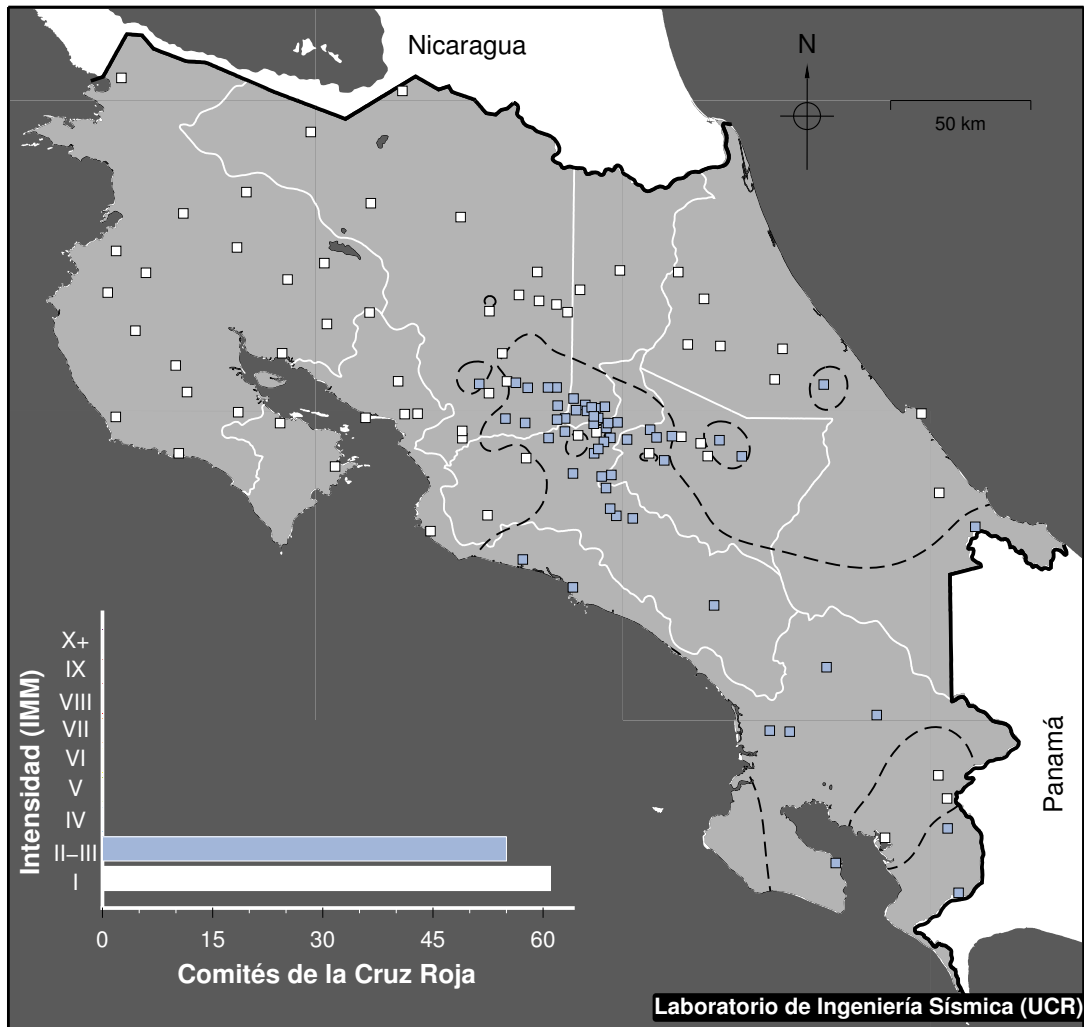 Nicaragua
N
50 km
Panamá
Intensidad (IMM)
X+
IX
VIII
VII
VI
V
IV
II–III
I
0 15 30 45 60
Comités de la Cruz Roja
Laboratorio de Ingeniería Sísmica (UCR)